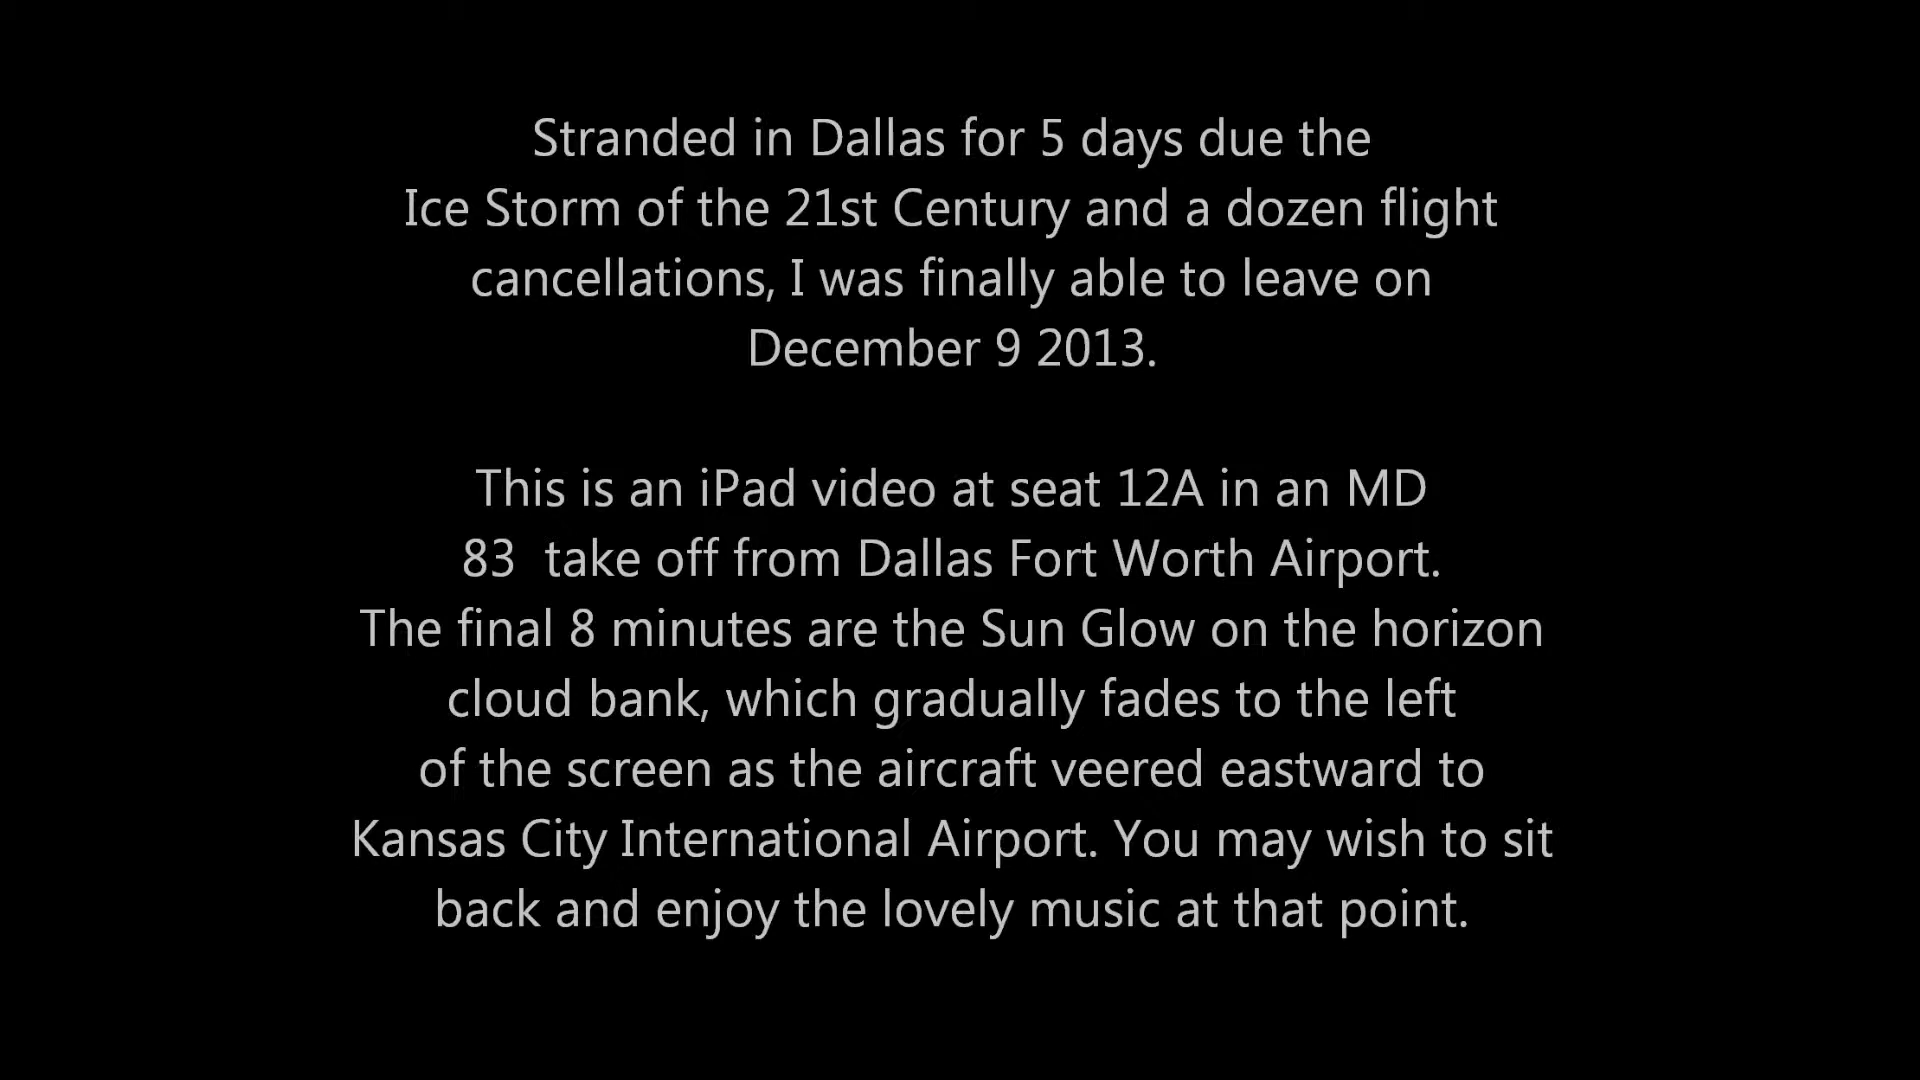 Stranded in Dallas for 5 days due the
Ice Storm of the 21st Century and a dozen flight
cancellations, I was finally able to leave on
December 9 2013.
This is an iPad video at seat 12A in an MD
83  take off from Dallas Fort Worth Airport.
The final 8 minutes are the Sun Glow on the horizon
cloud bank, which gradually fades to the left
of the screen as the aircraft veered eastward to
Kansas City International Airport. You may wish to sit
back and enjoy the lovely music at that point.